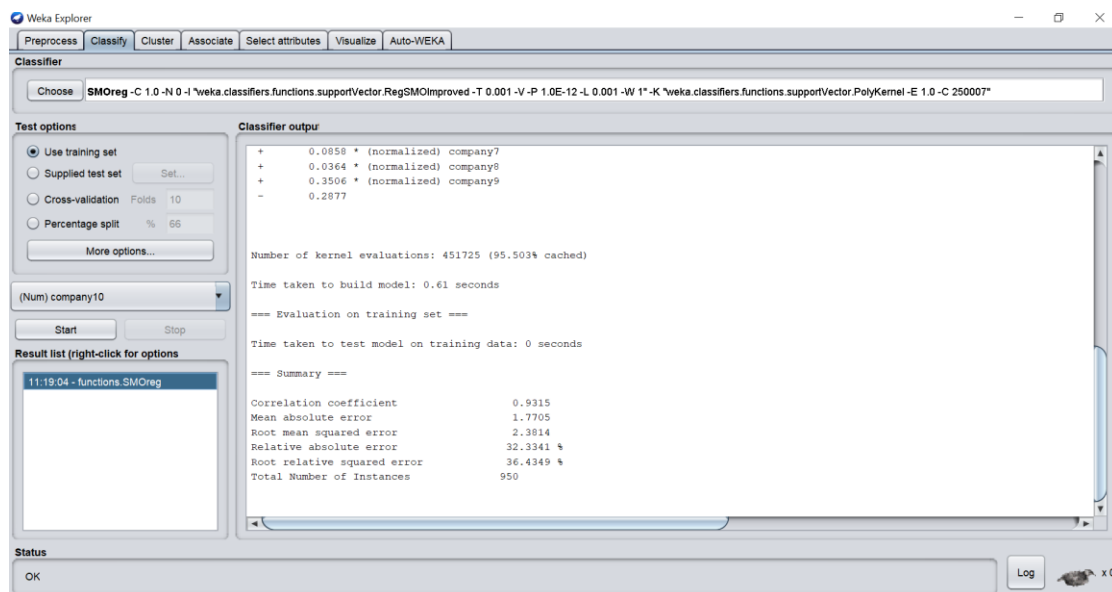 Weka Explorer
Preprocess Classify Cluster Associate Select attributes Visualize Auto-WEKA
Classifier
Choose SMOreg -C 1.0 -N 0 -I "weka.classifiers.functions.supportVector.RegSMOImproved -T 0.001 -V -P 1.0E-12 -L 0.001 -W 1" -K "weka.classifiers.functions.supportVector.PolyKernel -E 1.0 -C 250007"
Test options
Use training set
Supplied test set Set...
Cross-validation Folds 10
Percentage split % 66
More options...
(Num) company10
Start Stop
Result list (right-click for options
11:19:04 - functions.SMOreg
Classifier outpu
+ 0.0858 * (normalized) company7
+ 0.0364 * (normalized) company8
+ 0.3506 * (normalized) company9
- 0.2877
Number of kernel evaluations: 451725 (95.503% cached)
Time taken to build model: 0.61 seconds
=== Evaluation on training set ===
Time taken to test model on training data: 0 seconds
=== Summary ===
Correlation coefficient 0.9315
Mean absolute error 1.7705
Root mean squared error 2.3814
Relative absolute error 32.3341 %
Root relative squared error 36.4349 %
Total Number of Instances 950
Status
OK
Log
x 0